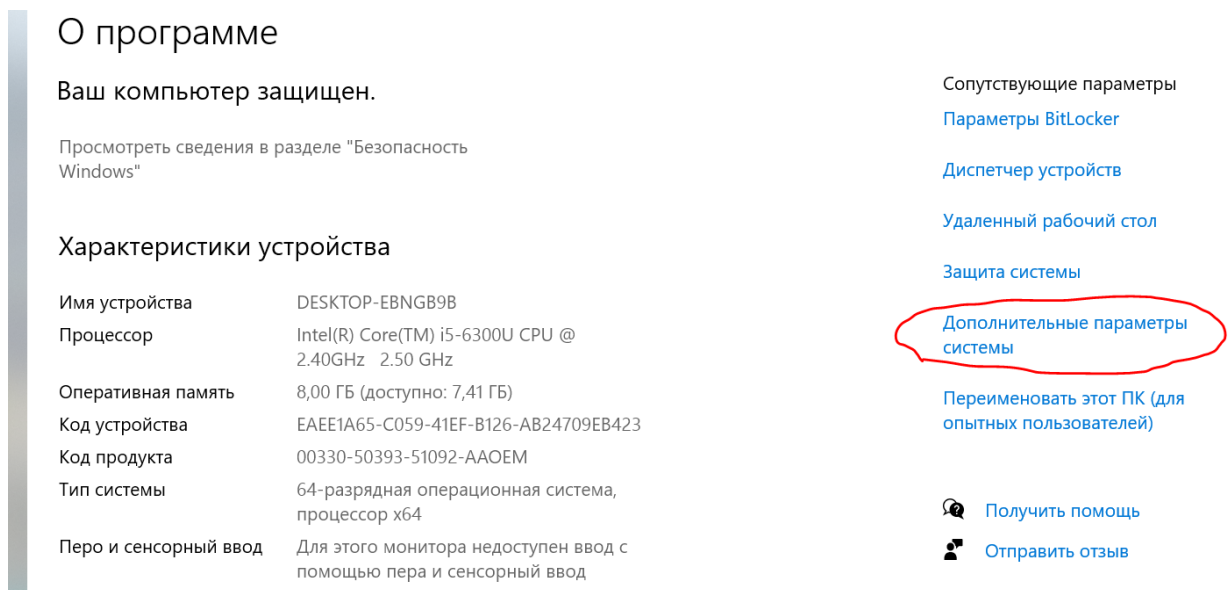 О программе
Ваш компьютер защищен.
Просмотреть сведения в разделе "Безопасность
Windows"
Характеристики устройства
Имя устройства DESKTOP-EBNGB9B
Процессор Intel(R) Core(TM) i5-6300U CPU @
2.40GHz 2.50 GHz
Оперативная память 8,00 ГБ (доступно: 7,41 ГБ)
Код устройства EAEE1A65-C059-41EF-B126-AB24709EB423
Код продукта 00330-50393-51092-AAOEM
Тип системы 64-разрядная операционная система,
процессор x64
Перо и сенсорный ввод Для этого монитора недоступен ввод с
помощью пера и сенсорный ввод
Сопутствующие параметры
Параметры BitLocker
Диспетчер устройств
Удаленный рабочий стол
Защита системы
Дополнительные параметры
системы
Переименовать этот ПК (для
опытных пользователей)
Получить помощь
Отправить отзыв